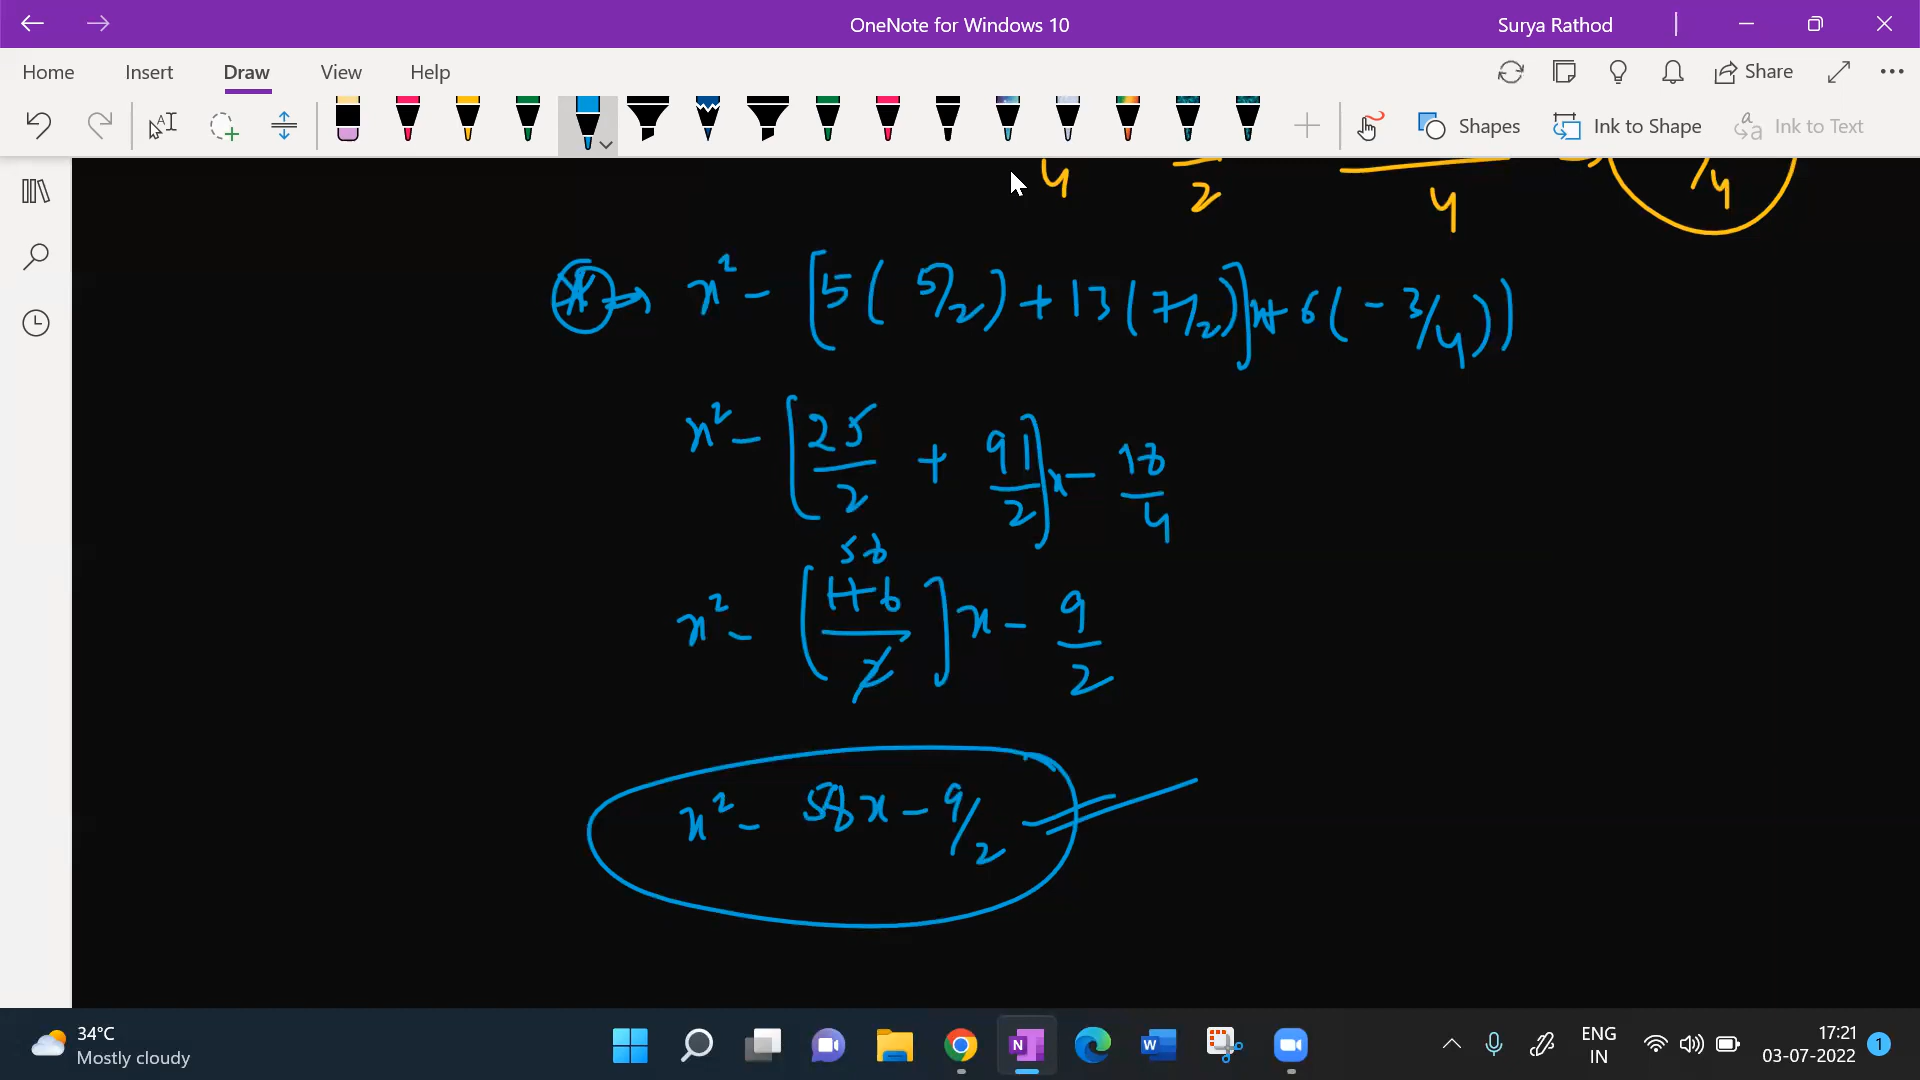 OneNote for Windows 10
Surya Rathod
Home Insert Draw View Help
Share
Shapes
Ink to Shape
Ink to Text
4 2 4 /4
* → x² - [5(5/2) + 13(7/2)]x + 6(-3/4))
x² - [25/2 + 91/2]x - 18/4
58
x² - [116/2]x - 9/2
x² - 58x - 9/2
34°C
Mostly cloudy
ENG
IN
17:21
03-07-2022
1